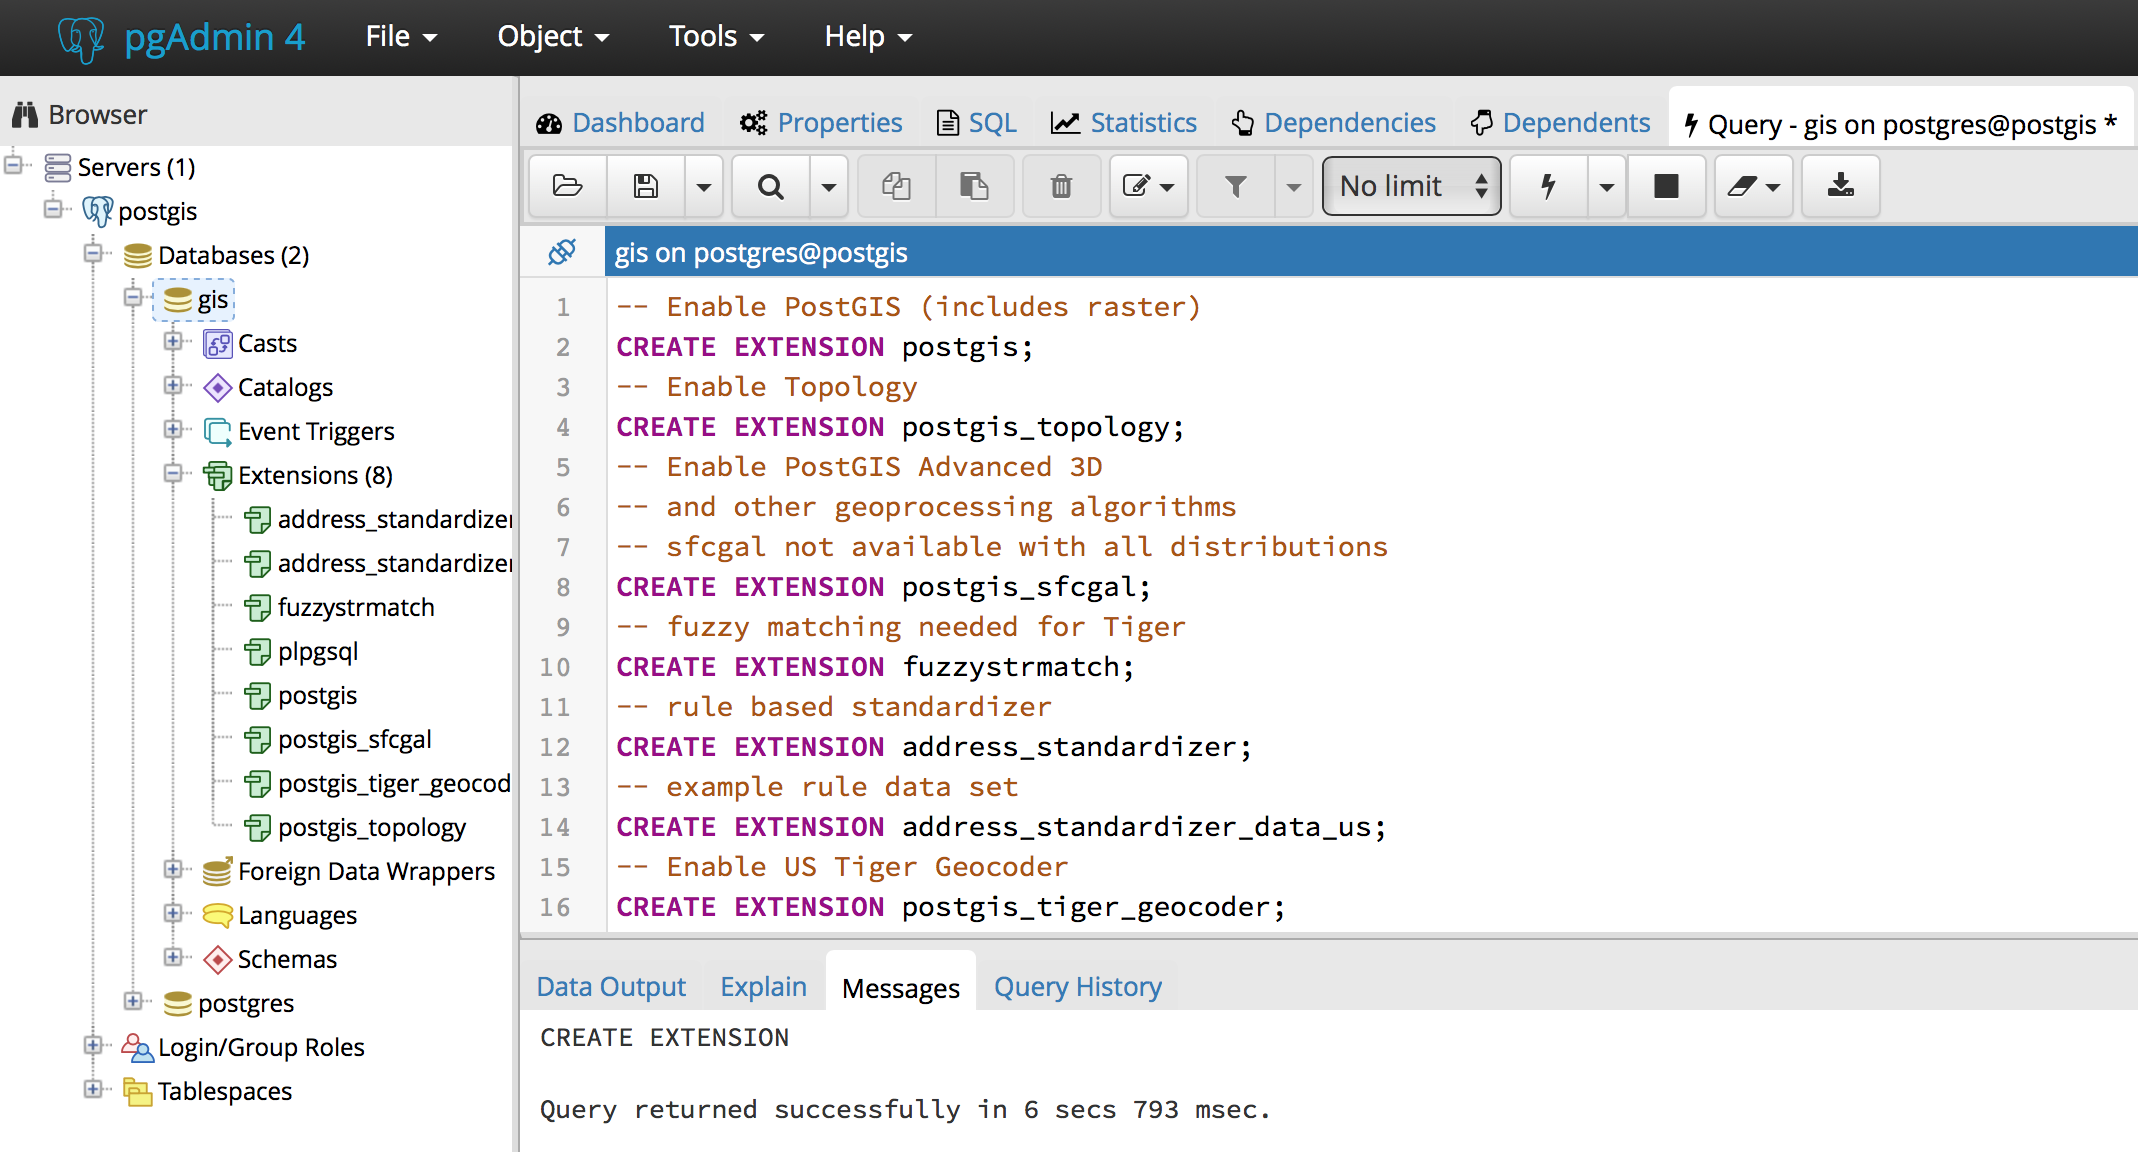 pgAdmin 4 File Object Tools Help
Browser
Servers (1)
postgis
Databases (2)
gis
Casts
Catalogs
Event Triggers
Extensions (8)
address_standardizer
address_standardizer
fuzzystrmatch
plpgsql
postgis
postgis_sfcgal
postgis_tiger_geocod
postgis_topology
Foreign Data Wrappers
Languages
Schemas
postgres
Login/Group Roles
Tablespaces
Dashboard Properties SQL Statistics Dependencies Dependents Query - gis on postgres@postgis *
No limit
gis on postgres@postgis
1 -- Enable PostGIS (includes raster)
2 CREATE EXTENSION postgis;
3 -- Enable Topology
4 CREATE EXTENSION postgis_topology;
5 -- Enable PostGIS Advanced 3D
6 -- and other geoprocessing algorithms
7 -- sfcgal not available with all distributions
8 CREATE EXTENSION postgis_sfcgal;
9 -- fuzzy matching needed for Tiger
10 CREATE EXTENSION fuzzystrmatch;
11 -- rule based standardizer
12 CREATE EXTENSION address_standardizer;
13 -- example rule data set
14 CREATE EXTENSION address_standardizer_data_us;
15 -- Enable US Tiger Geocoder
16 CREATE EXTENSION postgis_tiger_geocoder;
Data Output Explain Messages Query History
CREATE EXTENSION
Query returned successfully in 6 secs 793 msec.